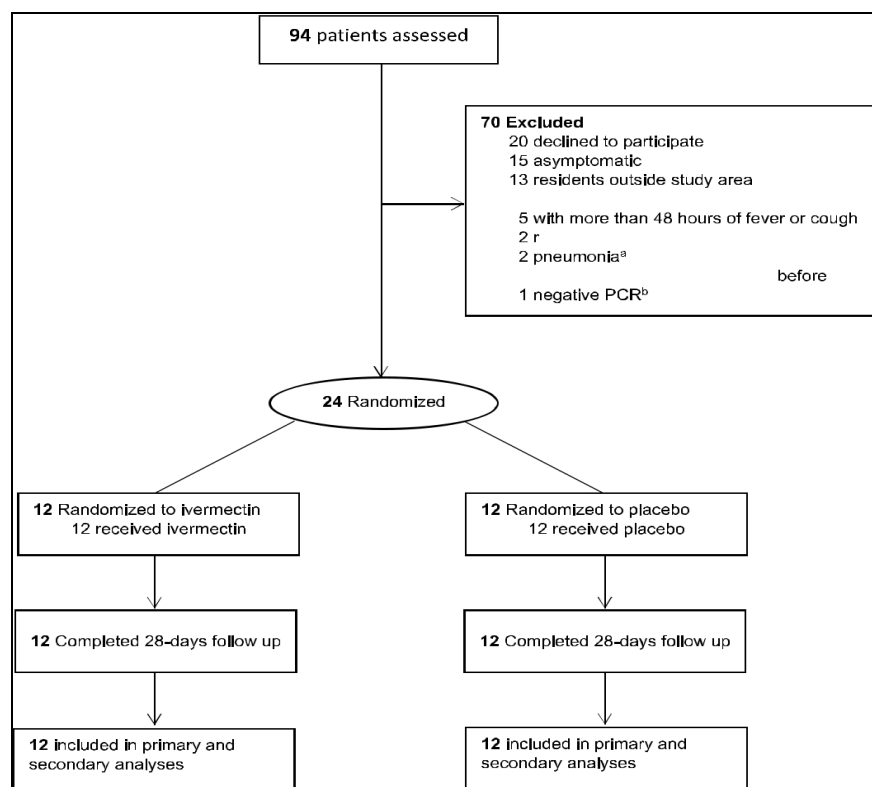 94 patients assessed
70 Excluded
20 declined to participate
15 asymptomatic
13 residents outside study area
5 with more than 48 hours of fever or cough
2 r
2 pneumoniaᵃ
before
1 negative PCRᵇ
24 Randomized
12 Randomized to ivermectin
12 received ivermectin
12 Randomized to placebo
12 received placebo
12 Completed 28-days follow up
12 Completed 28-days follow up
12 included in primary and
secondary analyses
12 included in primary and
secondary analyses